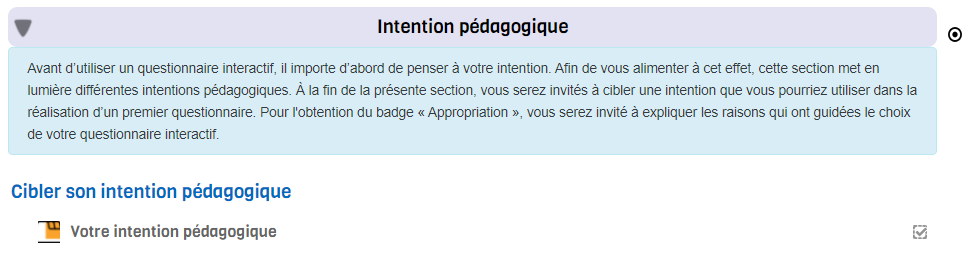 Intention pédagogique
Avant d’utiliser un questionnaire interactif, il importe d’abord de penser à votre intention. Afin de vous alimenter à cet effet, cette section met en
lumière différentes intentions pédagogiques. À la fin de la présente section, vous serez invités à cibler une intention que vous pourriez utiliser dans la
réalisation d’un premier questionnaire. Pour l'obtention du badge « Appropriation », vous serez invité à expliquer les raisons qui ont guidées le choix
de votre questionnaire interactif.
Cibler son intention pédagogique
Votre intention pédagogique